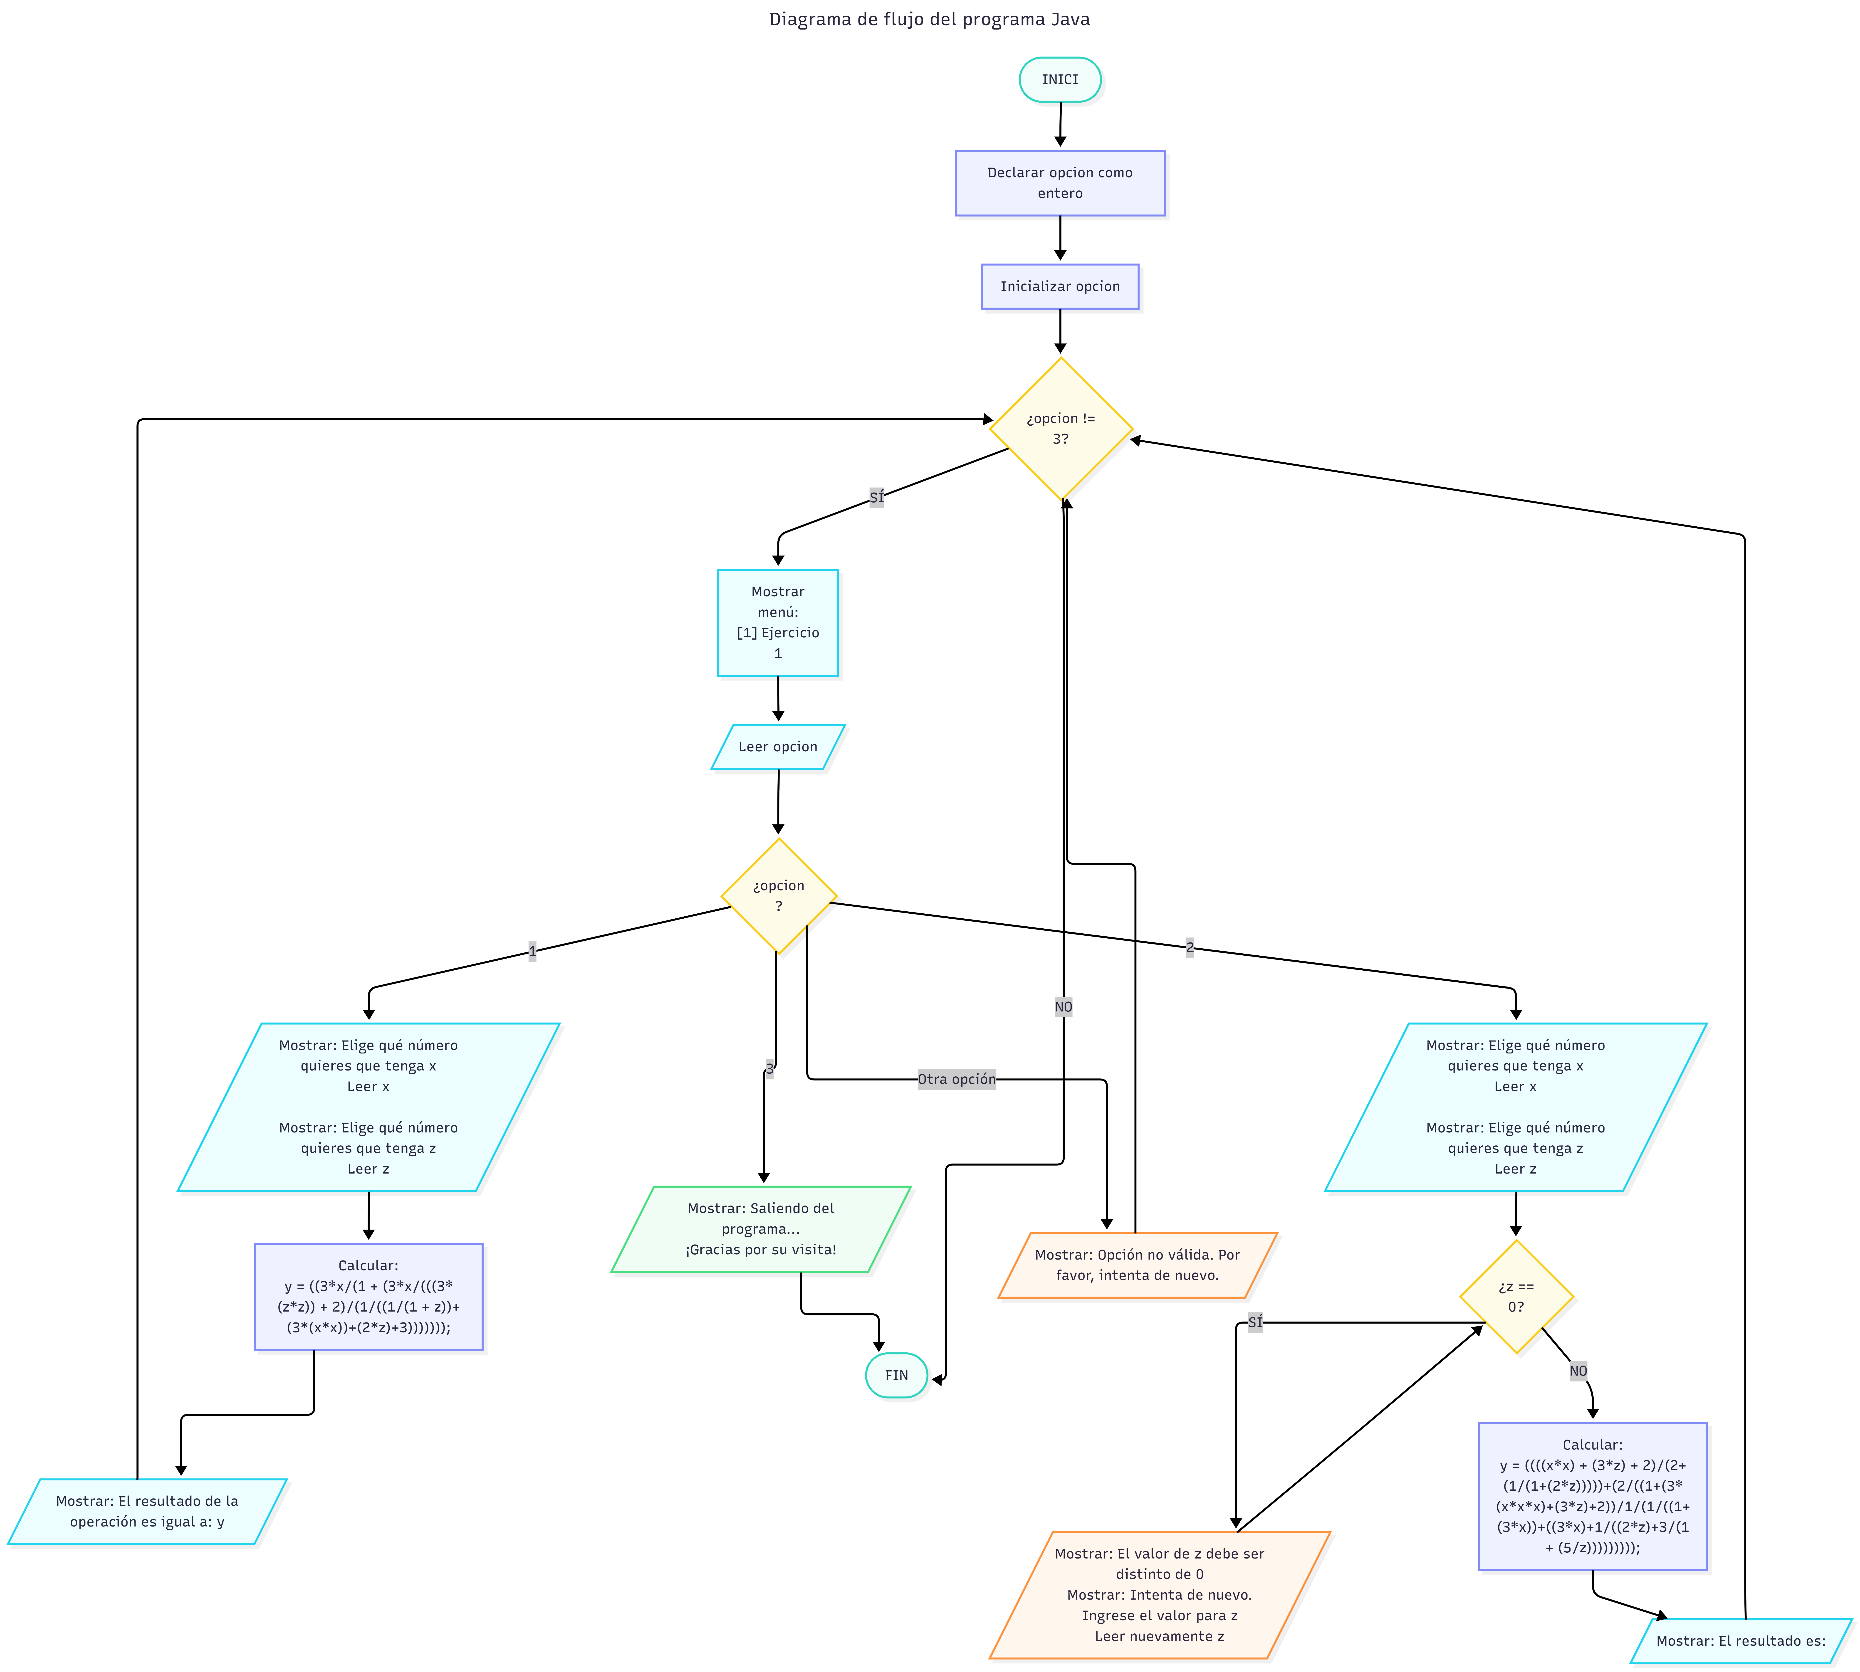 Diagrama de flujo del programa Java
INICI
Declarar opcion como
entero
Inicializar opcion
¿opcion !=
3?
SÍ
Mostrar
menú:
[1] Ejercicio
1
Leer opcion
¿opcion
?
1
2
3
Otra opción
NO
Mostrar: Elige qué número
quieres que tenga x
Leer x
Mostrar: Elige qué número
quieres que tenga z
Leer z
Mostrar: Elige qué número
quieres que tenga x
Leer x
Mostrar: Elige qué número
quieres que tenga z
Leer z
Mostrar: Saliendo del
programa...
¡Gracias por su visita!
Mostrar: Opción no válida. Por
favor, intenta de nuevo.
Calcular:
y = ((3*x/(1 + (3*x/(((3*
(z*z)) + 2)/(1/((1/(1 + z))+
(3*(x*x))+(2*z)+3)))))));
¿z ==
0?
SÍ
NO
FIN
Calcular:
y = ((((x*x) + (3*z) + 2)/(2+
(1/(1+(2*z)))))+(2/((1+(3*
(x*x*x)+(3*z)+2))/1/(1/((1+
(3*x))+((3*x)+1/((2*z)+3/(1
+ (5/z)))))))));
Mostrar: El resultado de la
operación es igual a: y
Mostrar: El valor de z debe ser
distinto de 0
Mostrar: Intenta de nuevo.
Ingrese el valor para z
Leer nuevamente z
Mostrar: El resultado es: